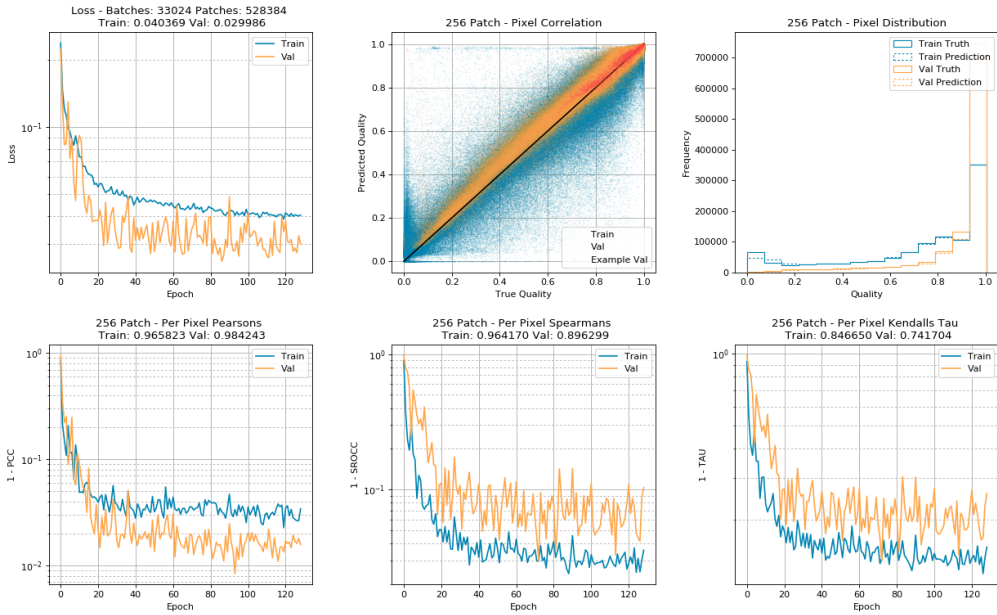 Loss - Batches: 33024 Patches: 528384
Train: 0.040369 Val: 0.029986
Train
Val
10⁻¹
Loss
0 20 40 60 80 100 120
Epoch
256 Patch - Pixel Correlation
1.0
0.8
0.6
0.4
0.2
0.0
Predicted Quality
Train
Val
Example Val
0.0 0.2 0.4 0.6 0.8 1.0
True Quality
256 Patch - Pixel Distribution
Train Truth
Train Prediction
Val Truth
Val Prediction
700000
600000
500000
400000
300000
200000
100000
0
Frequency
0.0 0.2 0.4 0.6 0.8 1.0
Quality
256 Patch - Per Pixel Pearsons
Train: 0.965823 Val: 0.984243
Train
Val
10⁰
10⁻¹
10⁻²
1 - PCC
0 20 40 60 80 100 120
Epoch
256 Patch - Per Pixel Spearmans
Train: 0.964170 Val: 0.896299
Train
Val
10⁰
10⁻¹
1 - SROCC
0 20 40 60 80 100 120
Epoch
256 Patch - Per Pixel Kendalls Tau
Train: 0.846650 Val: 0.741704
Train
Val
10⁰
1 - TAU
0 20 40 60 80 100 120
Epoch